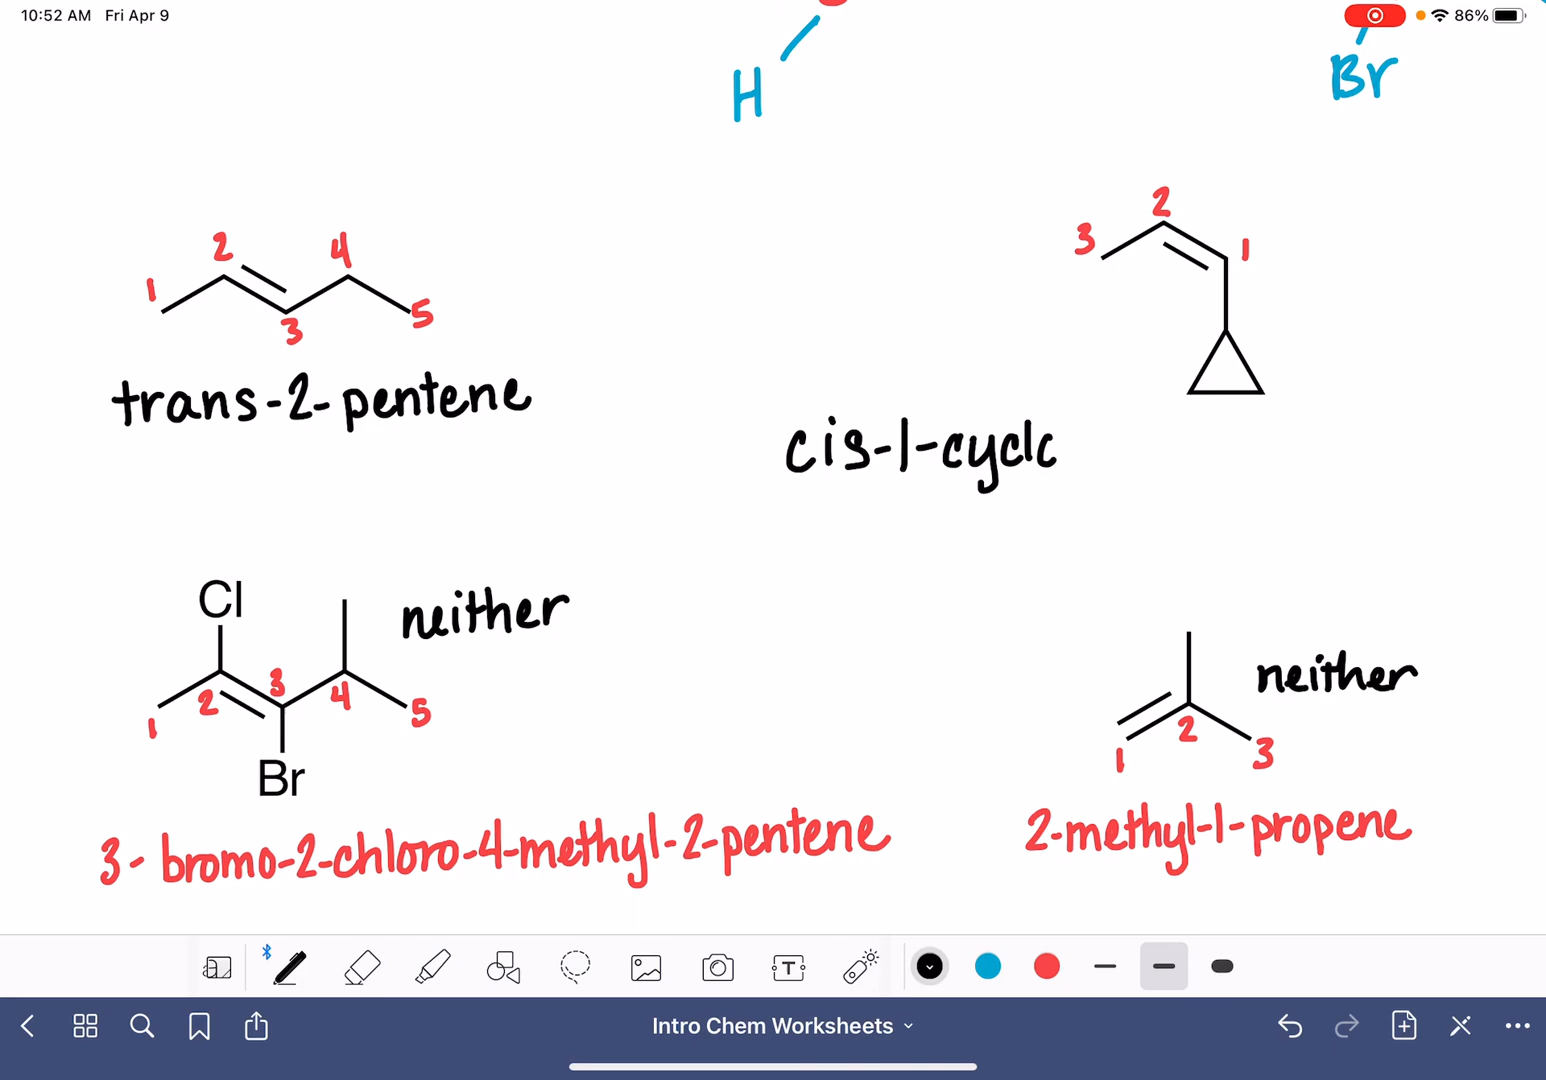 10:52 AM Fri Apr 9
86%
H
Br
1 2 3 4 5
trans-2-pentene
3 2 1
cis-1-cyclc
Cl
neither
1 2 3 4 5
Br
3-bromo-2-chloro-4-methyl-2-pentene
neither
1 2 3
2-methyl-1-propene
T
Intro Chem Worksheets